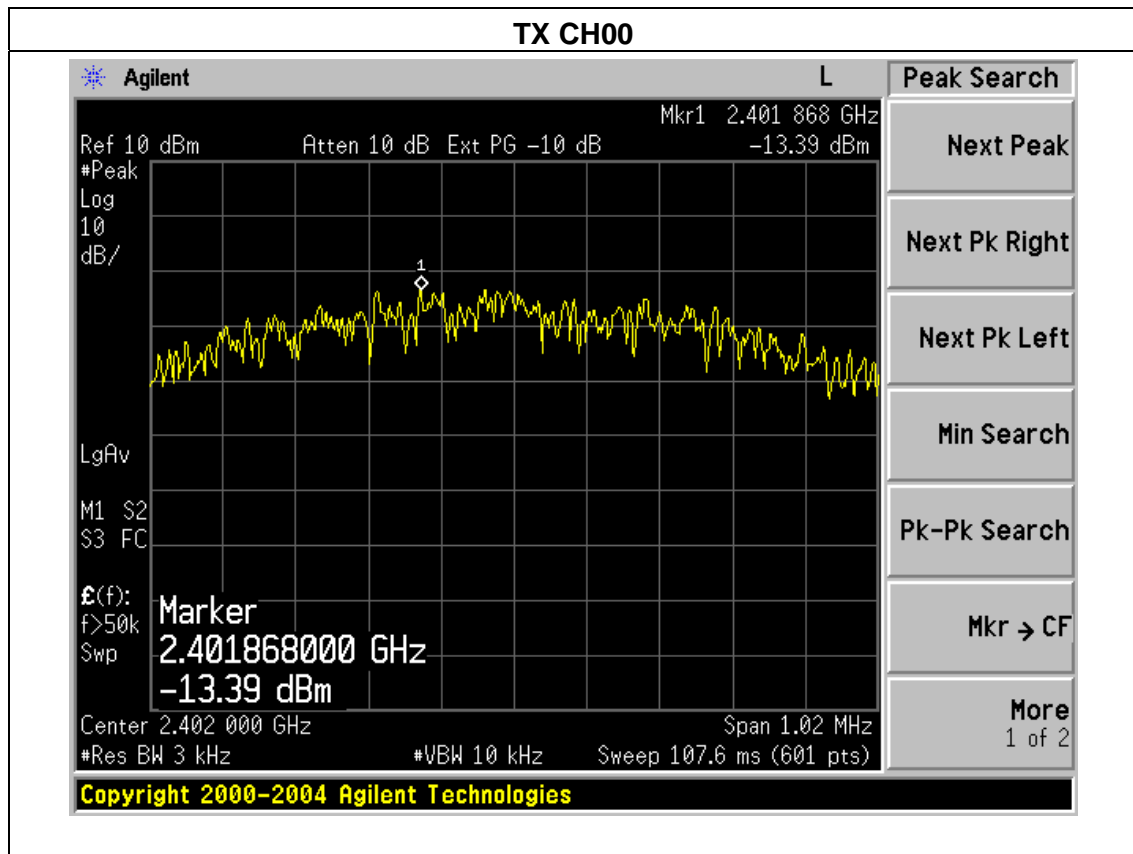 TX CH00
Agilent L Peak Search
Mkr1 2.401 868 GHz
Ref 10 dBm Atten 10 dB Ext PG -10 dB -13.39 dBm
#Peak
Log
10
dB/
1
LgAv
M1 S2
S3 FC
£(f):
f>50k
Swp
Marker
2.401868000 GHz
-13.39 dBm
Center 2.402 000 GHz Span 1.02 MHz
#Res BW 3 kHz #VBW 10 kHz Sweep 107.6 ms (601 pts)
Next Peak
Next Pk Right
Next Pk Left
Min Search
Pk-Pk Search
Mkr → CF
More
1 of 2
Copyright 2000-2004 Agilent Technologies